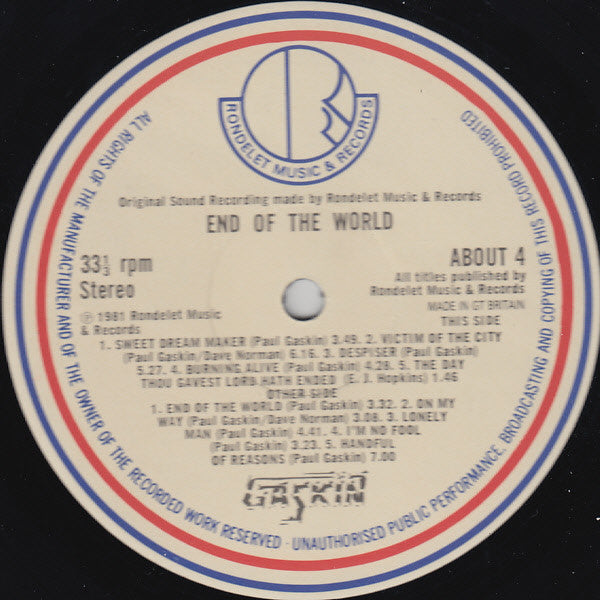 RONDELET MUSIC & RECORDS
Original Sound Recording made by Rondelet Music & Records
END OF THE WORLD
33⅓ rpm
Stereo
ABOUT 4
All titles published by
Rondelet Music & Records
MADE IN GT BRITAIN
℗ 1981 Rondelet Music
& Records
THIS SIDE
1. SWEET DREAM MAKER (Paul Gaskin) 3.49. 2. VICTIM OF THE CITY
(Paul Gaskin/Dave Norman) 6.16. 3. DESPISER (Paul Gaskin)
5.27. 4. BURNING ALIVE (Paul Gaskin) 4.26. 5. THE DAY
THOU GAVEST LORD HATH ENDED (E. J. Hopkins) 1.46
OTHER SIDE
1. END OF THE WORLD (Paul Gaskin) 3.32. 2. ON MY
WAY (Paul Gaskin/Dave Norman) 3.08. 3. LONELY
MAN (Paul Gaskin) 4.41. 4. I'M NO FOOL
(Paul Gaskin) 3.23. 5. HANDFUL
OF REASONS (Paul Gaskin) 7.00
GASKIN
ALL RIGHTS OF THE MANUFACTURER AND OF THE OWNER OF THE RECORDED WORK RESERVED · UNAUTHORISED PUBLIC PERFORMANCE, BROADCASTING AND COPYING OF THIS RECORD PROHIBITED